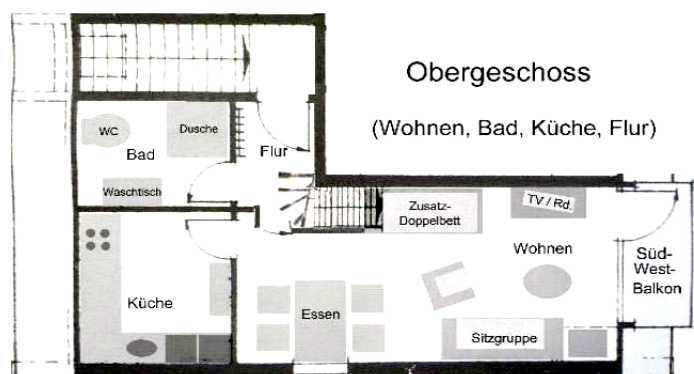 Obergeschoss
(Wohnen, Bad, Küche, Flur)
WC
Dusche
Bad
Flur
Waschtisch
Zusatz-
Doppelbett
TV / Rd.
Wohnen
Süd-
West-
Balkon
Küche
Essen
Sitzgruppe